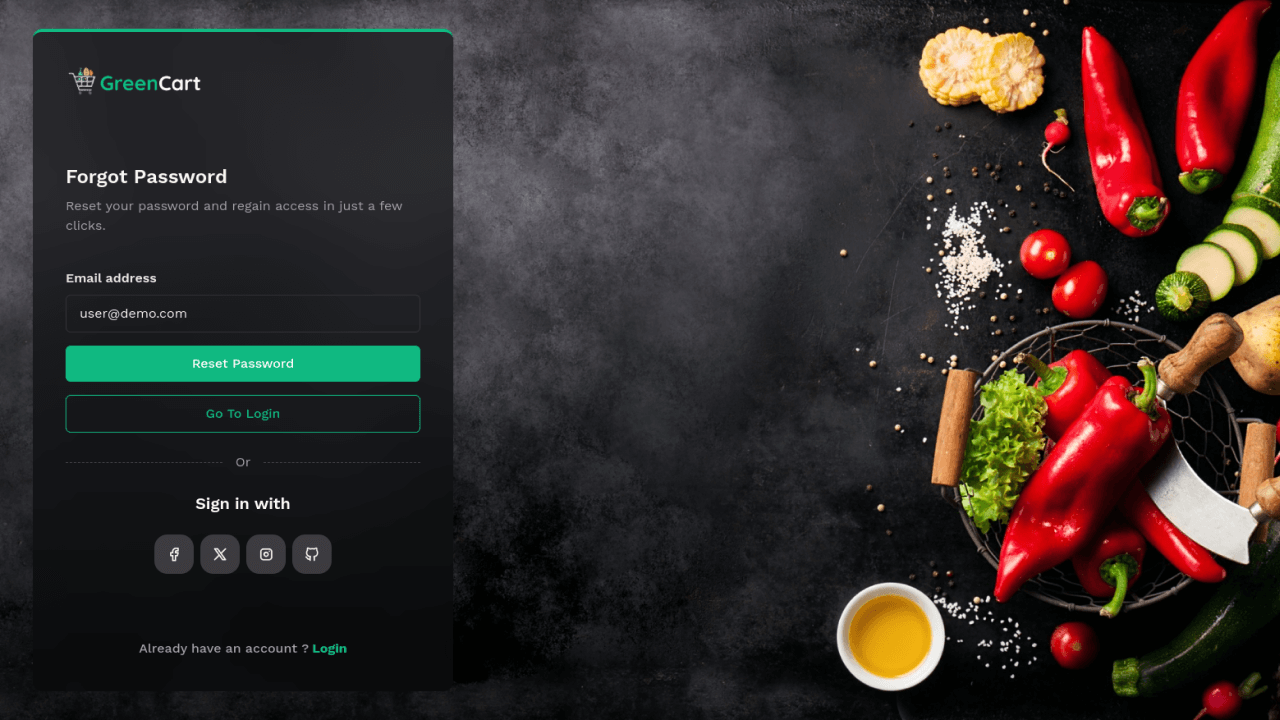 GreenCart
Forgot Password
Reset your password and regain access in just a few
clicks.
Email address
user@demo.com
Reset Password
Go To Login
Or
Sign in with
Already have an account ? Login